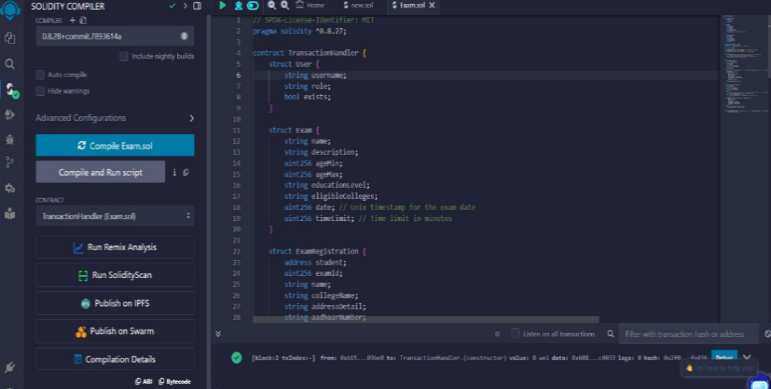 SOLIDITY COMPILER
COMPILER
0.8.28+commit.7893614a
Include nightly builds
Auto compile
Hide warnings
Advanced Configurations
Compile Exam.sol
Compile and Run script
CONTRACT
TransactionHandler (Exam.sol)
Run Remix Analysis
Run SolidityScan
Publish on IPFS
Publish on Swarm
Compilation Details
ABI Bytecode
Home new.sol Exam.sol
1 // SPDX-License-Identifier: MIT
2 pragma solidity ^0.8.27;
3
4 contract TransactionHandler {
5 struct User {
6 string username;
7 string role;
8 bool exists;
9 }
10
11 struct Exam {
12 string name;
13 string description;
14 uint256 ageMin;
15 uint256 ageMax;
16 string educationLevel;
17 string eligibleColleges;
18 uint256 date; // Unix timestamp for the exam date
19 uint256 timeLimit; // Time limit in minutes
20 }
21
22 struct ExamRegistration {
23 address student;
24 uint256 examId;
25 string name;
26 string collegeName;
27 string addressDetail;
28 string aadhaarNumber;
0 Listen on all transactions Filter with transaction hash or address
[block:2 txIndex:-] from: to: TransactionHandler.(constructor) value: 0 wei data: logs: 0 hash: Debug
I'm here to help you!